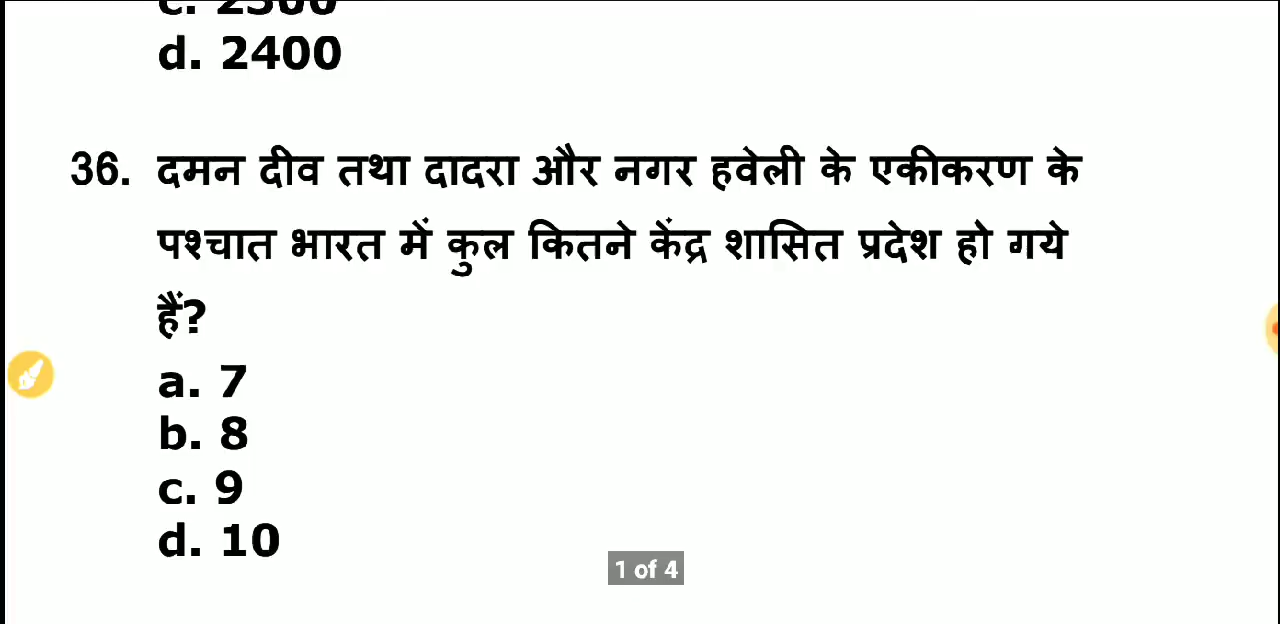 d. 2400
36. दमन दीव तथा दादरा और नगर हवेली के एकीकरण के
पश्चात भारत में कुल कितने केंद्र शासित प्रदेश हो गये
हैं?
a. 7
b. 8
c. 9
d. 10
1 of 4